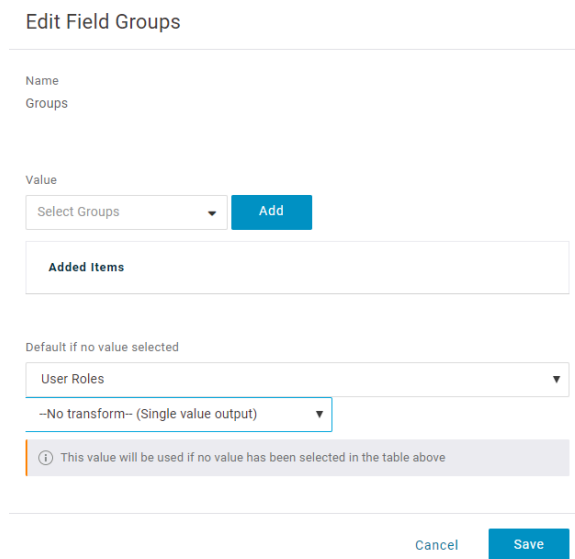 Edit Field Groups
Name
Groups
Value
Select Groups
Add
Added Items
Default if no value selected
User Roles
--No transform-- (Single value output)
This value will be used if no value has been selected in the table above
Cancel
Save